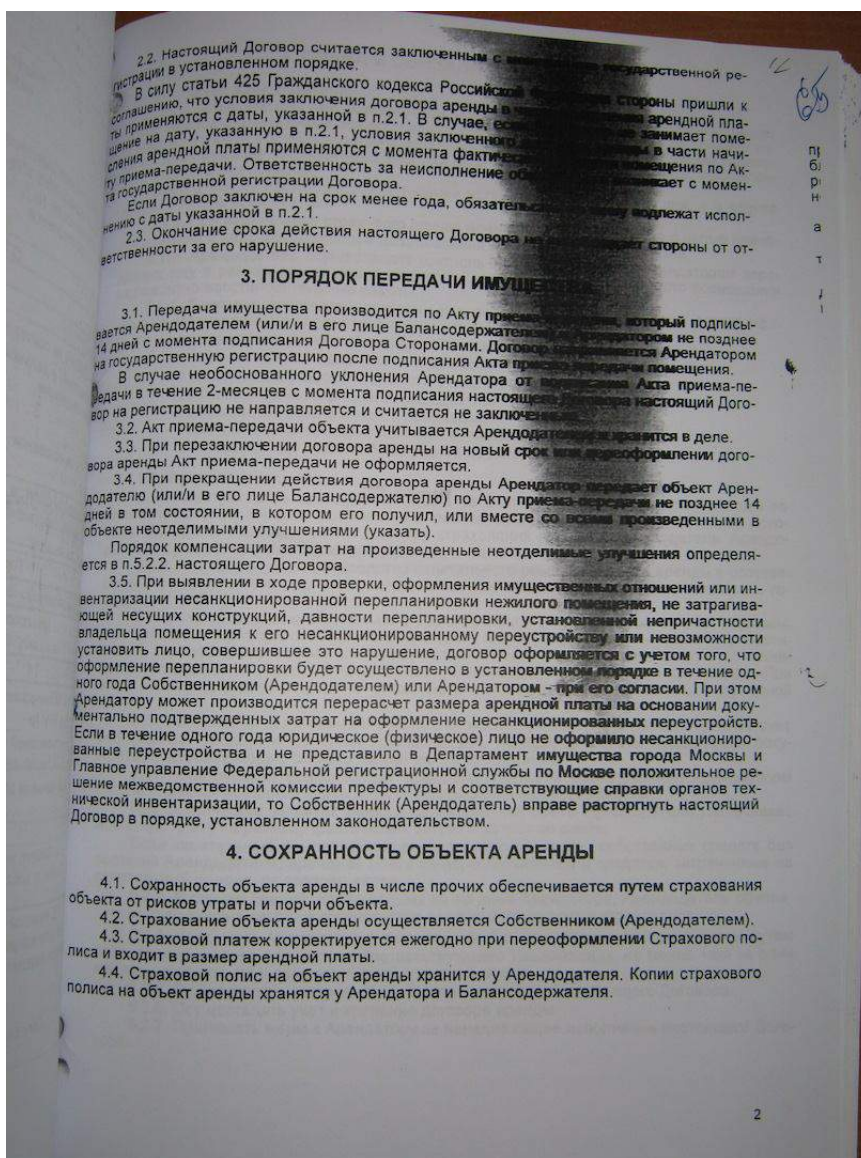 2.2. Настоящий Договор считается заключенным с государственной ре-
гистрации в установленном порядке.
В силу статьи 425 Гражданского кодекса Российской стороны пришли к
соглашению, что условия заключения договора аренды в арендной пла-
ты применяются с даты, указанной в п.2.1. В случае, занимает поме-
щение на дату, указанную в п.2.1, условия заключенного в части начи-
сления арендной платы применяются с момента помещения по Ак-
ту приема-передачи. Ответственность за неисполнение с момен-
та государственной регистрации Договора.
Если Договор заключен на срок менее года, подлежат испол-
нению с даты указанной в п.2.1.
2.3. Окончание срока действия настоящего Договора не стороны от от-
ветственности за его нарушение.
3. ПОРЯДОК ПЕРЕДАЧИ ИМУЩЕСТВА
3.1. Передача имущества производится по Акту который подписы-
вается Арендодателем (или/и в его лице Балансодержателем) не позднее
14 дней с момента подписания Договора Сторонами. Договор Арендатором
на государственную регистрацию после подписания Акта приема-передачи помещения.
В случае необоснованного уклонения Арендатора от подписания Акта приема-пе-
редачи в течение 2-месяцев с момента подписания настоящего Договора настоящий Дого-
вор на регистрацию не направляется и считается не заключенным.
3.2. Акт приема-передачи объекта учитывается Арендодателем и хранится в деле.
3.3. При перезаключении договора аренды на новый срок или переоформлении дого-
вора аренды Акт приема-передачи не оформляется.
3.4. При прекращении действия договора аренды Арендатор передает объект Арен-
додателю (или/и в его лице Балансодержателю) по Акту приема-передачи не позднее 14
дней в том состоянии, в котором его получил, или вместе со всеми произведенными в
объекте неотделимыми улучшениями (указать).
Порядок компенсации затрат на произведенные неотделимые улучшения определя-
ется в п.5.2.2. настоящего Договора.
3.5. При выявлении в ходе проверки, оформления имущественных отношений или ин-
вентаризации несанкционированной перепланировки нежилого помещения, не затрагива-
ющей несущих конструкций, давности перепланировки, установленной непричастности
владельца помещения к его несанкционированному переустройству или невозможности
установить лицо, совершившее это нарушение, договор оформляется с учетом того, что
оформление перепланировки будет осуществлено в установленном порядке в течение од-
ного года Собственником (Арендодателем) или Арендатором - при его согласии. При этом
Арендатору может производится перерасчет размера арендной платы на основании доку-
ментально подтвержденных затрат на оформление несанкционированных переустройств.
Если в течение одного года юридическое (физическое) лицо не оформило несанкциониро-
ванные переустройства и не представило в Департамент имущества города Москвы и
Главное управление Федеральной регистрационной службы по Москве положительное ре-
шение межведомственной комиссии префектуры и соответствующие справки органов тех-
нической инвентаризации, то Собственник (Арендодатель) вправе расторгнуть настоящий
Договор в порядке, установленном законодательством.
4. СОХРАННОСТЬ ОБЪЕКТА АРЕНДЫ
4.1. Сохранность объекта аренды в числе прочих обеспечивается путем страхования
объекта от рисков утраты и порчи объекта.
4.2. Страхование объекта аренды осуществляется Собственником (Арендодателем).
4.3. Страховой платеж корректируется ежегодно при переоформлении Страхового по-
лиса и входит в размер арендной платы.
4.4. Страховой полис на объект аренды хранится у Арендодателя. Копии страхового
полиса на объект аренды хранятся у Арендатора и Балансодержателя.
2